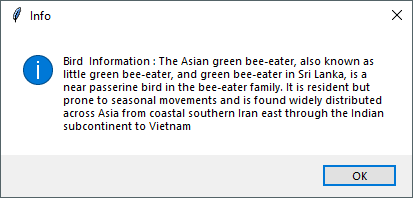 Info
Bird  Information : The Asian green bee-eater, also known as
little green bee-eater, and green bee-eater in Sri Lanka, is a
near passerine bird in the bee-eater family. It is resident but
prone to seasonal movements and is found widely distributed
across Asia from coastal southern Iran east through the Indian
subcontinent to Vietnam
OK